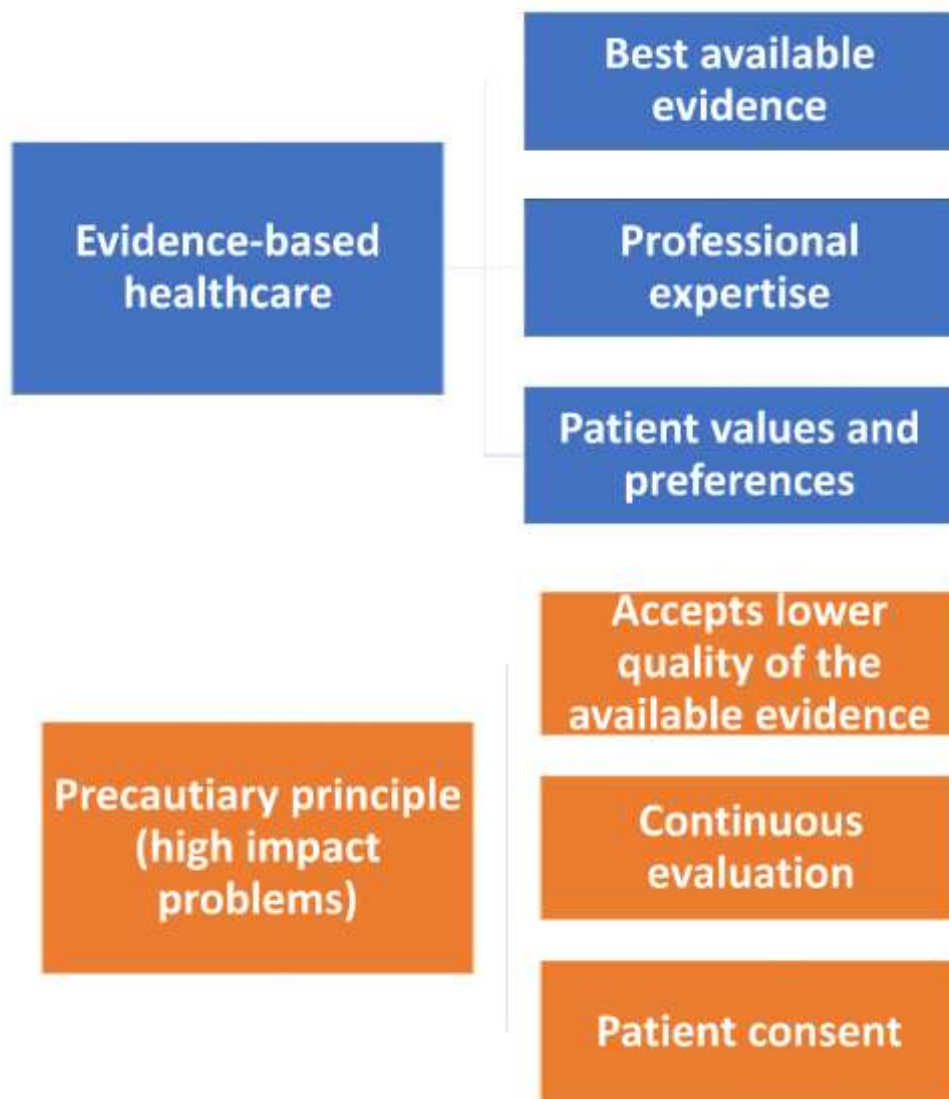 Evidence-based
healthcare
Best available
evidence
Professional
expertise
Patient values and
preferences
Precautiary principle
(high impact
problems)
Accepts lower
quality of the
available evidence
Continuous
evaluation
Patient consent